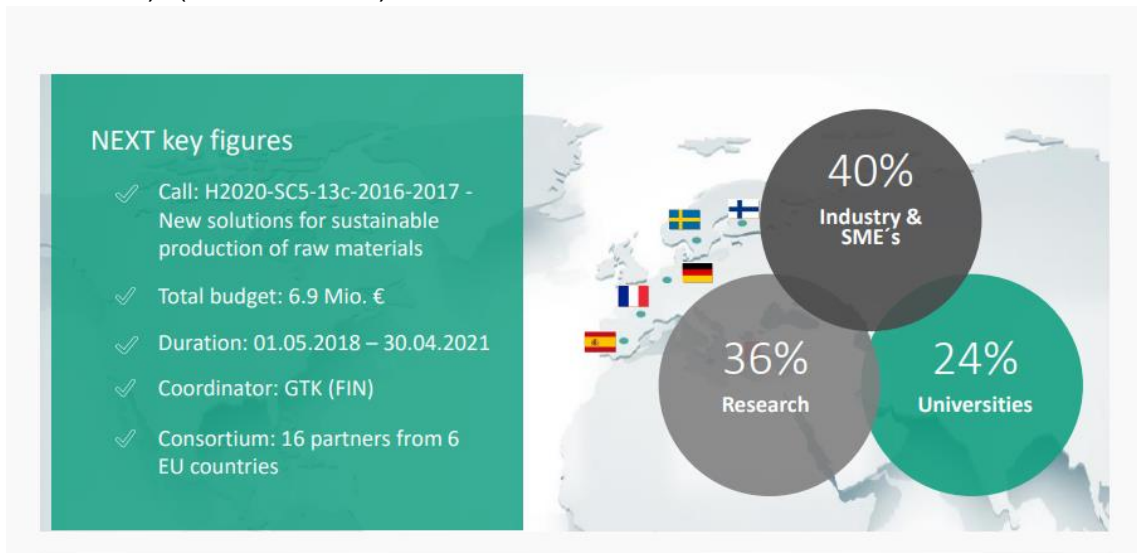 NEXT key figures
Call: H2020-SC5-13c-2016-2017 -
New solutions for sustainable
production of raw materials
Total budget: 6.9 Mio. €
Duration: 01.05.2018 – 30.04.2021
Coordinator: GTK (FIN)
Consortium: 16 partners from 6
EU countries
40%
Industry &
SME´s
36%
Research
24%
Universities